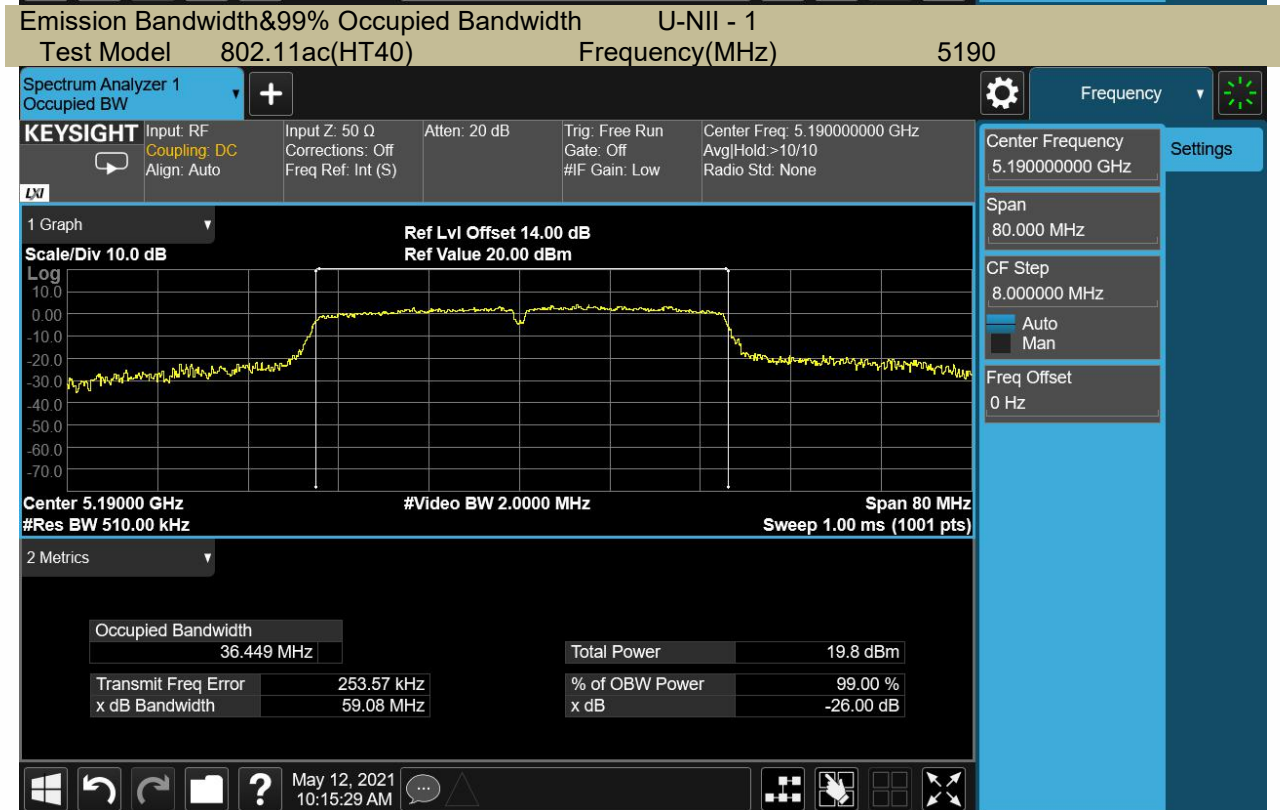 Emission Bandwidth&99% Occupied Bandwidth U-NII - 1
Test Model 802.11ac(HT40) Frequency(MHz) 5190
Spectrum Analyzer 1
Occupied BW
+
Frequency
KEYSIGHT
LXI
Input: RF
Coupling: DC
Align: Auto
Input Z: 50 Ω
Corrections: Off
Freq Ref: Int (S)
Atten: 20 dB
Trig: Free Run
Gate: Off
#IF Gain: Low
Center Freq: 5.190000000 GHz
Avg|Hold:>10/10
Radio Std: None
Center Frequency
5.190000000 GHz
Settings
Span
80.000 MHz
CF Step
8.000000 MHz
Auto
Man
Freq Offset
0 Hz
1 Graph
Scale/Div 10.0 dB
Ref Lvl Offset 14.00 dB
Ref Value 20.00 dBm
Log
10.0
0.00
-10.0
-20.0
-30.0
-40.0
-50.0
-60.0
-70.0
Center 5.19000 GHz
#Res BW 510.00 kHz
#Video BW 2.0000 MHz
Span 80 MHz
Sweep 1.00 ms (1001 pts)
2 Metrics
Occupied Bandwidth
36.449 MHz
Total Power 19.8 dBm
Transmit Freq Error 253.57 kHz
% of OBW Power 99.00 %
x dB Bandwidth 59.08 MHz
x dB -26.00 dB
?
May 12, 2021
10:15:29 AM